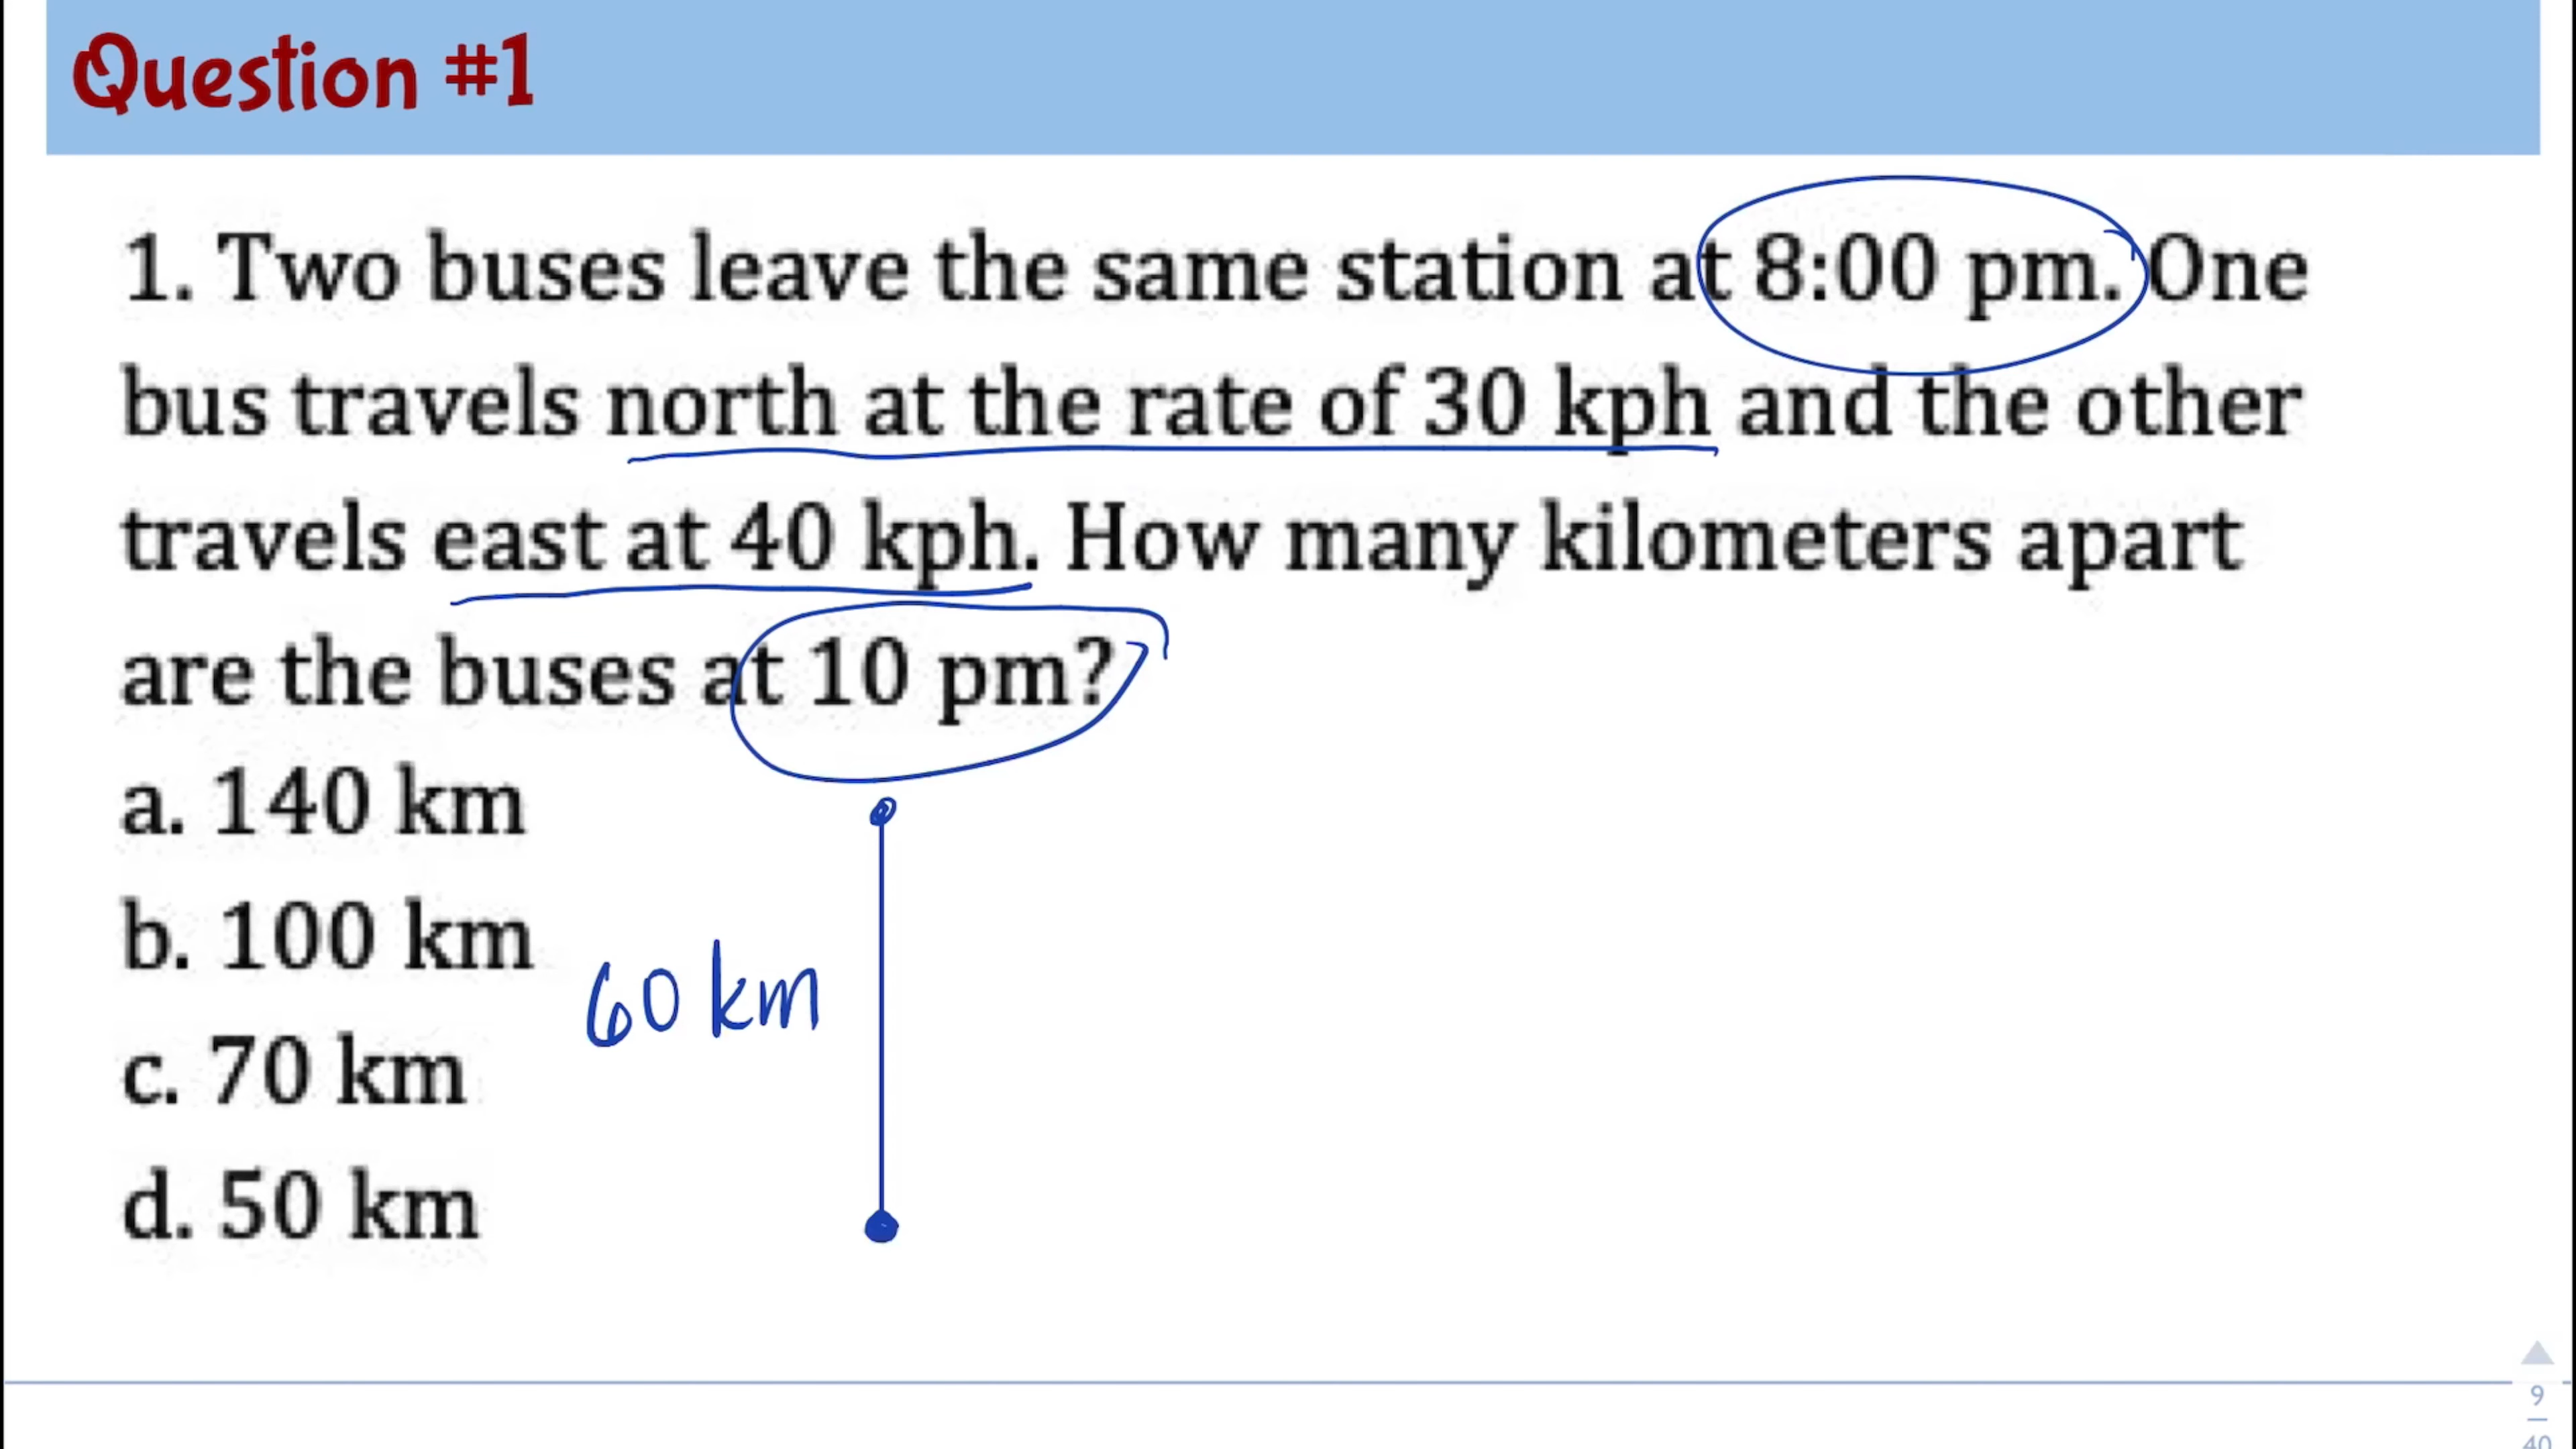 Question #1
1. Two buses leave the same station at 8:00 pm. One
bus travels north at the rate of 30 kph and the other
travels east at 40 kph. How many kilometers apart
are the buses at 10 pm?
a. 140 km
b. 100 km
60 km
c. 70 km
d. 50 km
9
40